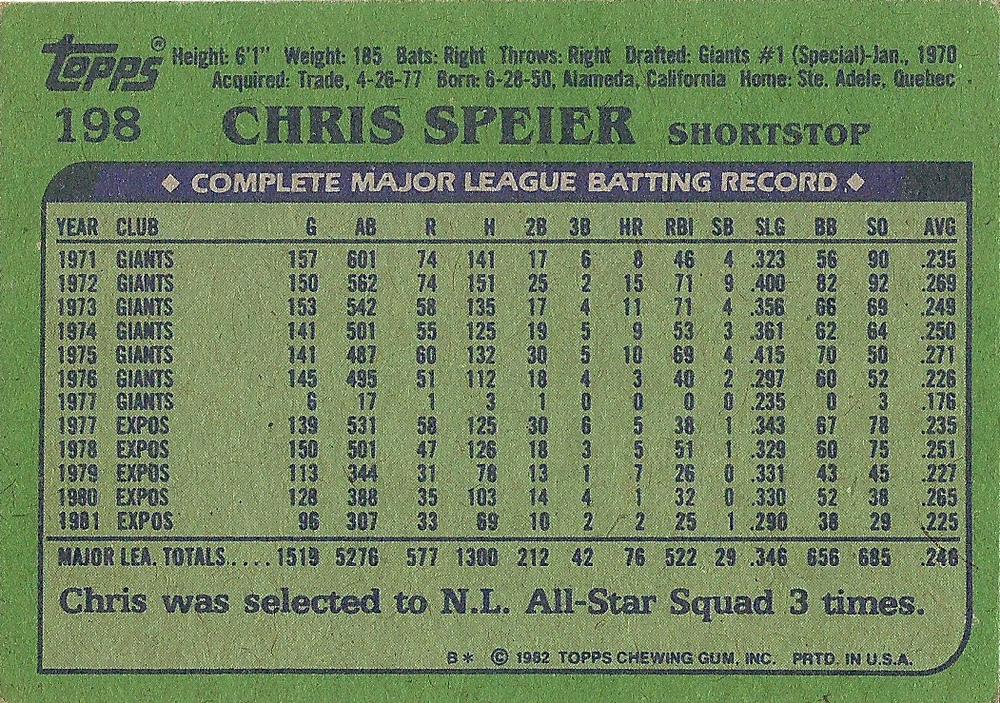 Topps®
Height: 6'1" Weight: 185 Bats: Right Throws: Right Drafted: Giants #1 (Special)-Jan., 1970
Acquired: Trade, 4-26-77 Born: 6-28-50, Alameda, California Home: Ste. Adele, Quebec
198 CHRIS SPEIER SHORTSTOP
◆ COMPLETE MAJOR LEAGUE BATTING RECORD ◆
YEAR CLUB G AB R H 2B 3B HR RBI SB SLG BB SO AVG
1971 GIANTS 157 601 74 141 17 6 8 46 4 .323 56 90 .235
1972 GIANTS 150 562 74 151 25 2 15 71 9 .400 82 92 .269
1973 GIANTS 153 542 58 135 17 4 11 71 4 .356 66 69 .249
1974 GIANTS 141 501 55 125 19 5 9 53 3 .361 62 64 .250
1975 GIANTS 141 487 60 132 30 5 10 69 4 .415 70 50 .271
1976 GIANTS 145 495 51 112 18 4 3 40 2 .297 60 52 .226
1977 GIANTS 6 17 1 3 1 0 0 0 0 .235 0 3 .176
1977 EXPOS 139 531 58 125 30 6 5 38 1 .343 67 78 .235
1978 EXPOS 150 501 47 126 18 3 5 51 1 .329 60 75 .251
1979 EXPOS 113 344 31 78 13 1 7 26 0 .331 43 45 .227
1980 EXPOS 128 388 35 103 14 4 1 32 0 .330 52 38 .265
1981 EXPOS 96 307 33 69 10 2 2 25 1 .290 38 29 .225
MAJOR LEA. TOTALS..... 1519 5276 577 1300 212 42 76 522 29 .346 656 685 .246
Chris was selected to N.L. All-Star Squad 3 times.
B* © 1982 TOPPS CHEWING GUM, INC. PRTD. IN U.S.A.